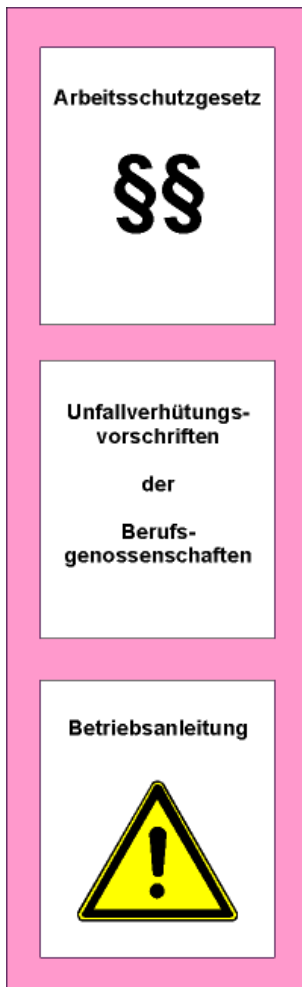 Arbeitsschutzgesetz
§§
Unfallverhütungs-
vorschriften
der
Berufs-
genossenschaften
Betriebsanleitung
!